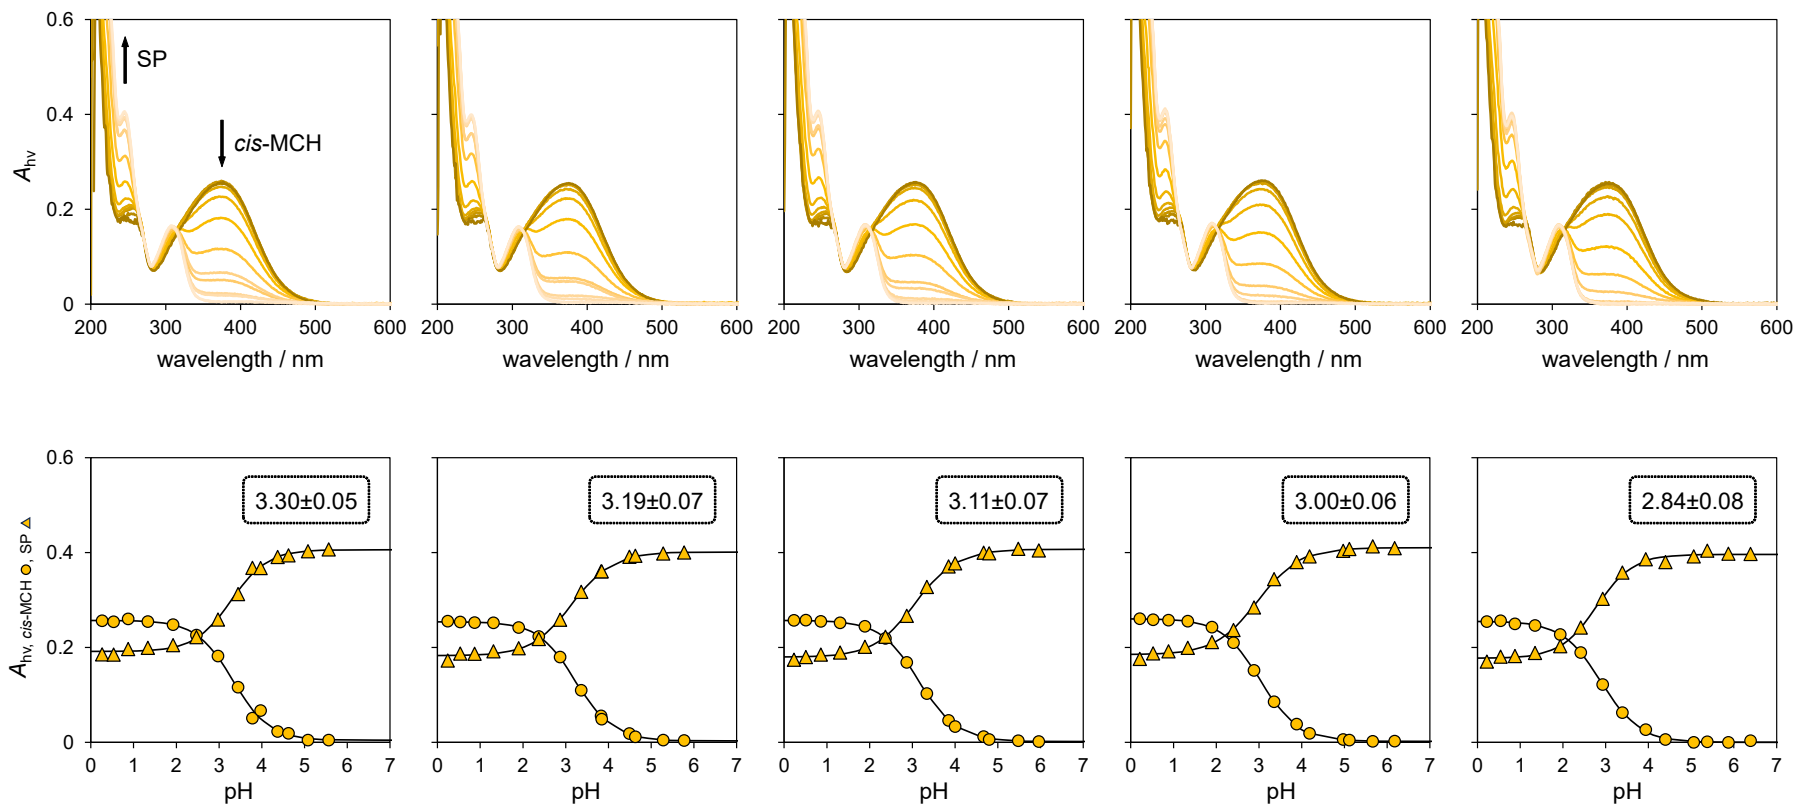 0.6
0.4
0.2
0
A_hv
SP
cis-MCH
200 300 400 500 600
200 300 400 500 600
200 300 400 500 600
200 300 400 500 600
200 300 400 500 600
wavelength / nm
wavelength / nm
wavelength / nm
wavelength / nm
wavelength / nm
0.6
0.4
0.2
0
A_hv, cis-MCH ●, SP ▲
3.30±0.05
3.19±0.07
3.11±0.07
3.00±0.06
2.84±0.08
0 1 2 3 4 5 6 7
0 1 2 3 4 5 6 7
0 1 2 3 4 5 6 7
0 1 2 3 4 5 6 7
0 1 2 3 4 5 6 7
pH
pH
pH
pH
pH